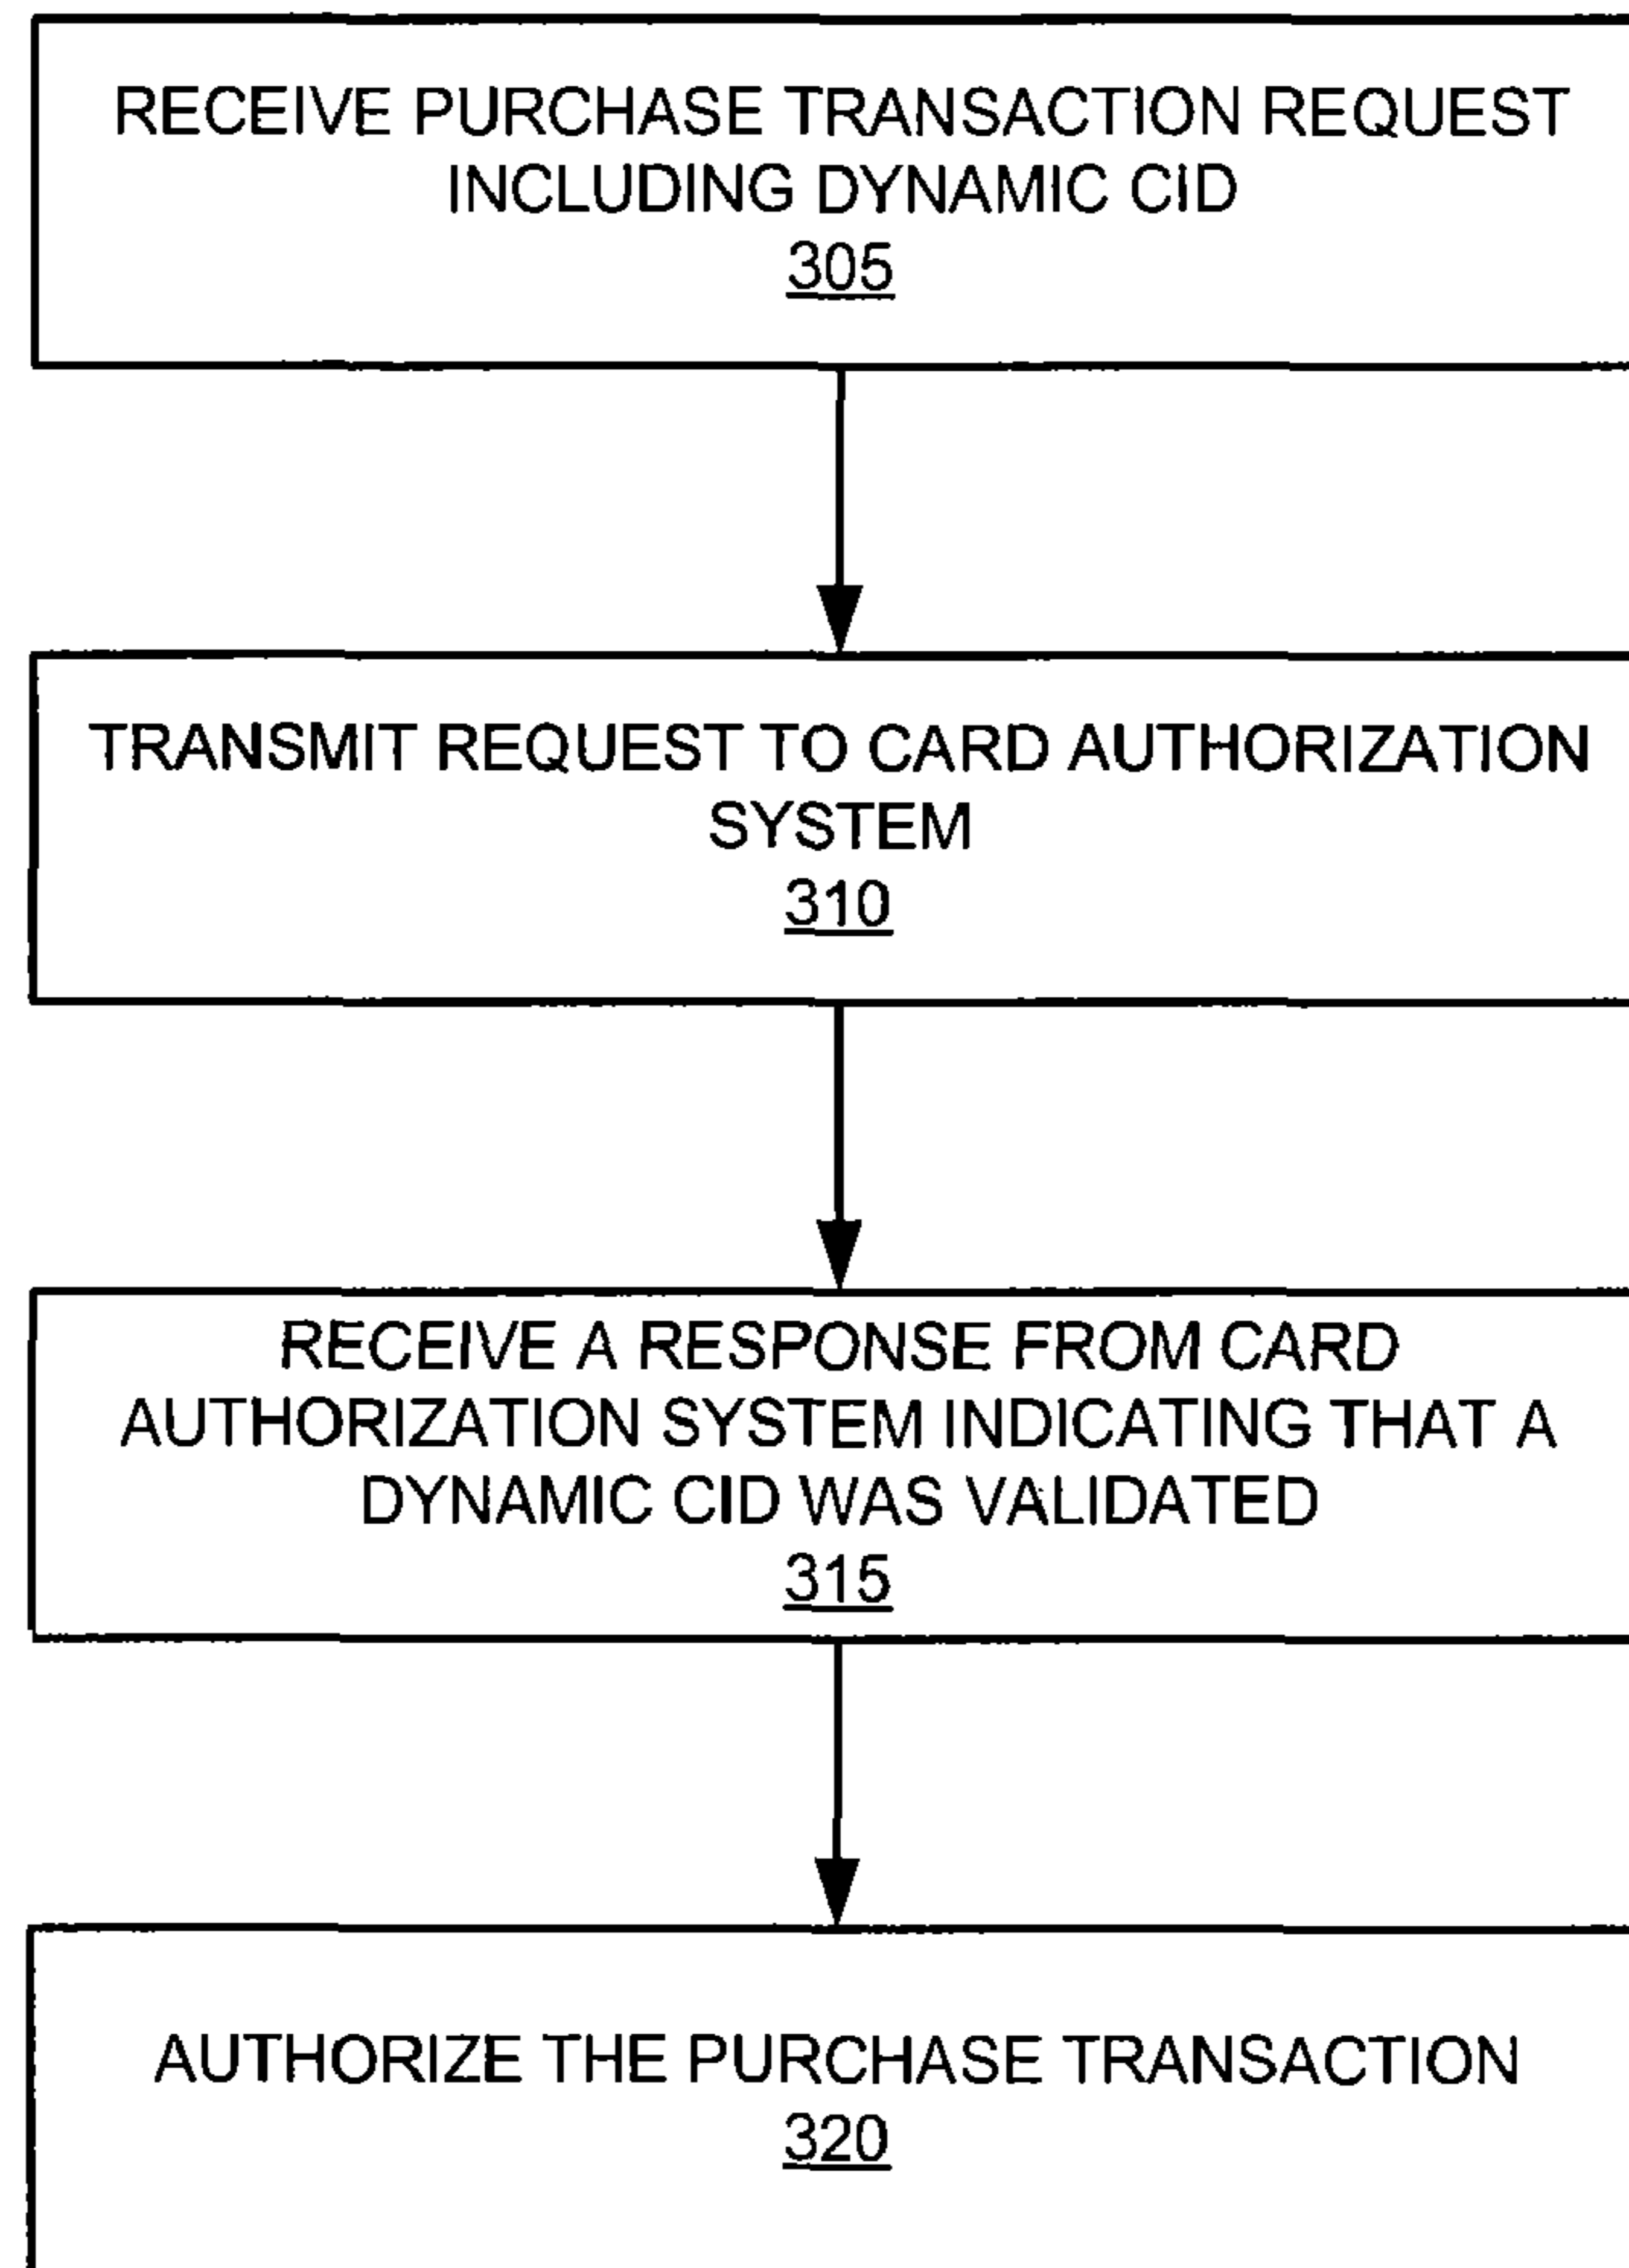 RECEIVE PURCHASE TRANSACTION REQUEST
INCLUDING DYNAMIC CID
305
TRANSMIT REQUEST TO CARD AUTHORIZATION
SYSTEM
310
RECEIVE A RESPONSE FROM CARD
AUTHORIZATION SYSTEM INDICATING THAT A
DYNAMIC CID WAS VALIDATED
315
AUTHORIZE THE PURCHASE TRANSACTION
320